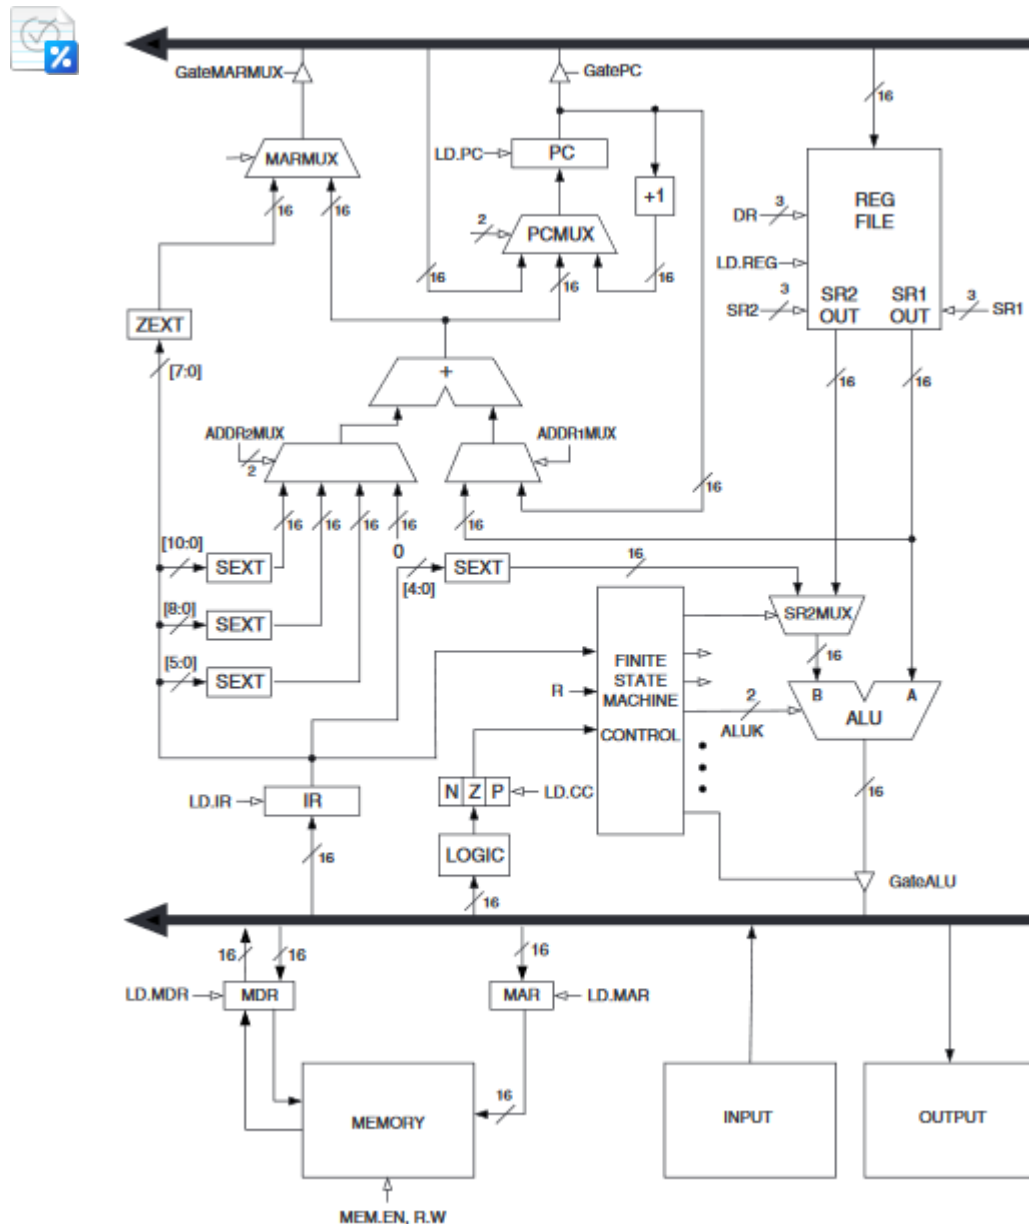 %
GateMARMUX
GatePC
16
MARMUX
LD.PC
PC
16
16
+1
2
PCMUX
16
16
16
REG
FILE
DR
3
LD.REG
SR2
3
SR2
OUT
SR1
OUT
3
SR1
ZEXT
[7:0]
+
16
16
ADDR2MUX
2
ADDR1MUX
16
16
16
16
16
16
0
[10:0]
SEXT
[4:0]
SEXT
16
[8:0]
SEXT
SR2MUX
[5:0]
SEXT
FINITE
STATE
MACHINE
CONTROL
R
16
B
A
ALU
2
ALUK
LD.IR
IR
N Z P
LD.CC
16
16
LOGIC
16
GateALU
16
16
16
LD.MDR
MDR
MAR
LD.MAR
16
MEMORY
INPUT
OUTPUT
MEM.EN, R.W